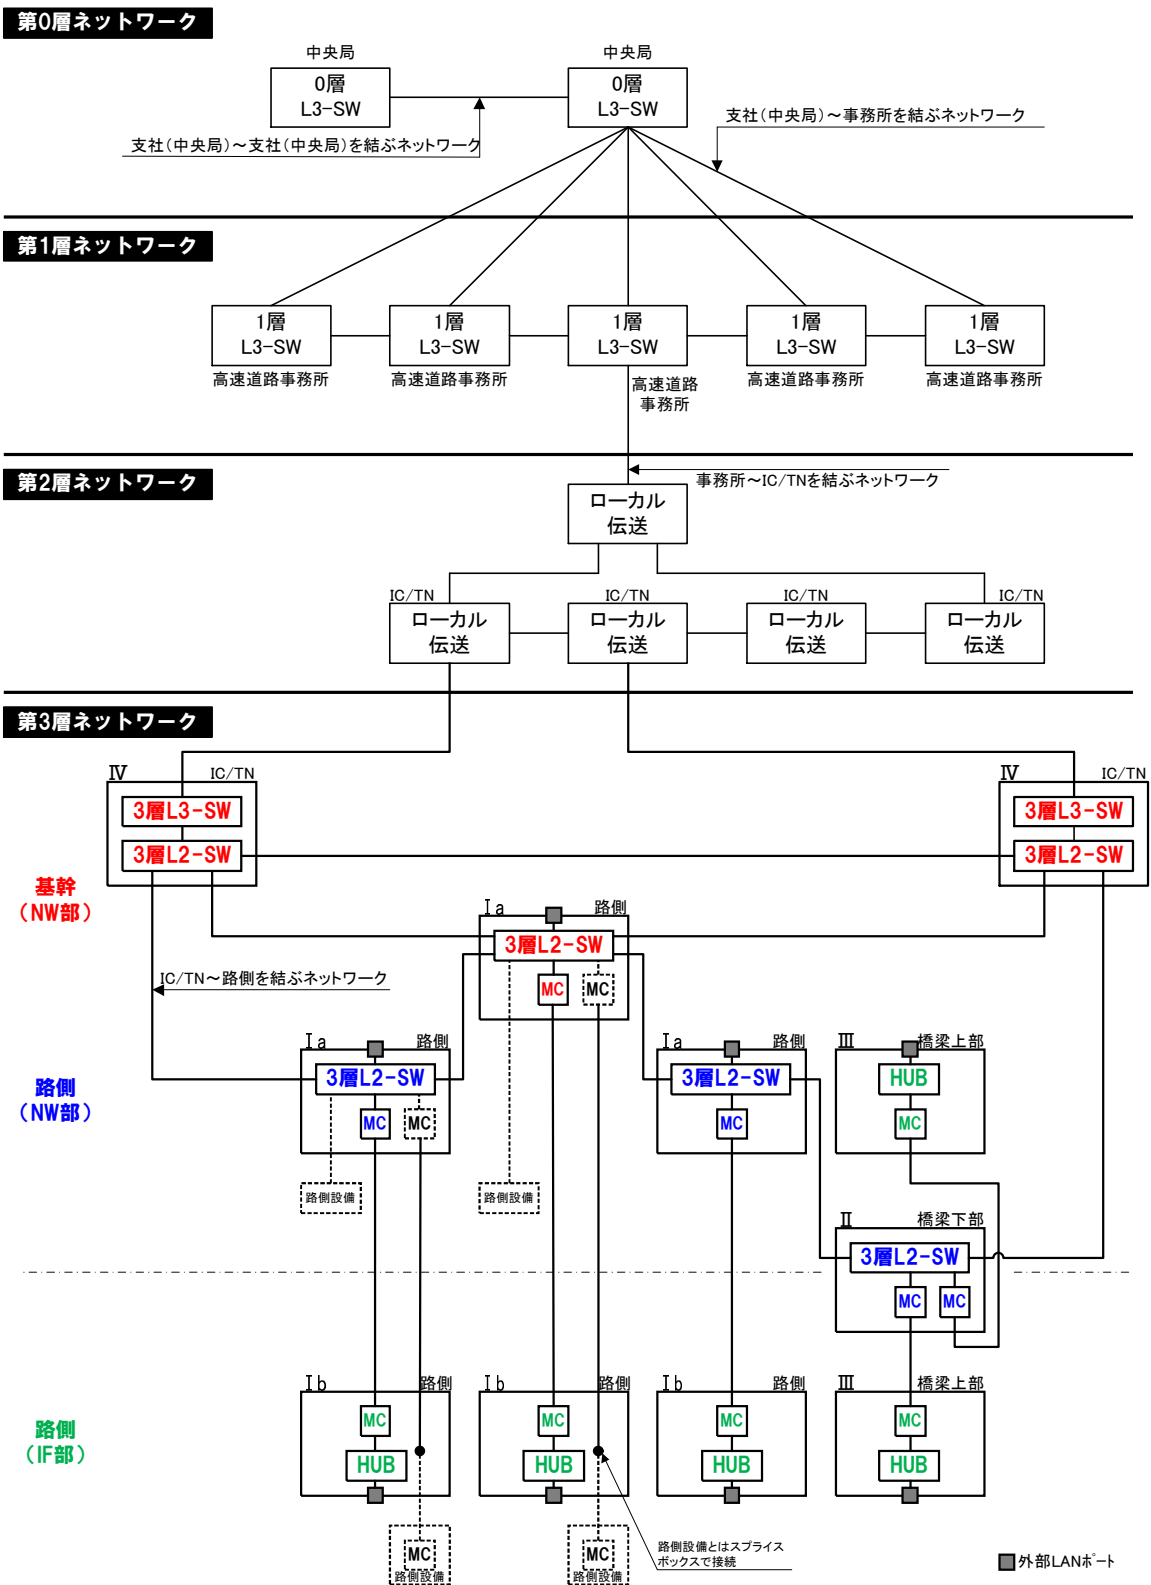 第0層ネットワーク
中央局
中央局
0層
L3-SW
0層
L3-SW
支社(中央局)～支社(中央局)を結ぶネットワーク
支社(中央局)～事務所を結ぶネットワーク
第1層ネットワーク
1層
L3-SW
1層
L3-SW
1層
L3-SW
1層
L3-SW
1層
L3-SW
高速道路事務所
高速道路事務所
高速道路
事務所
高速道路事務所
高速道路事務所
第2層ネットワーク
事務所～IC/TNを結ぶネットワーク
ローカル
伝送
IC/TN
IC/TN
IC/TN
IC/TN
ローカル
伝送
ローカル
伝送
ローカル
伝送
ローカル
伝送
第3層ネットワーク
Ⅳ
IC/TN
Ⅳ
IC/TN
3層L3-SW
3層L3-SW
3層L2-SW
3層L2-SW
基幹
(NW部)
Ⅰa
路側
3層L2-SW
MC
MC
IC/TN～路側を結ぶネットワーク
路側
(NW部)
Ⅰa
路側
3層L2-SW
MC
MC
路側設備
路側設備
Ⅰa
路側
3層L2-SW
MC
Ⅲ
橋梁上部
HUB
MC
Ⅱ
橋梁下部
3層L2-SW
MC
MC
路側
(IF部)
Ⅰb
路側
MC
HUB
Ⅰb
路側
MC
HUB
Ⅰb
路側
MC
HUB
Ⅲ
橋梁上部
MC
HUB
MC
路側設備
MC
路側設備
路側設備とはスプライス
ボックスで接続
外部LANﾎﾟｰﾄ